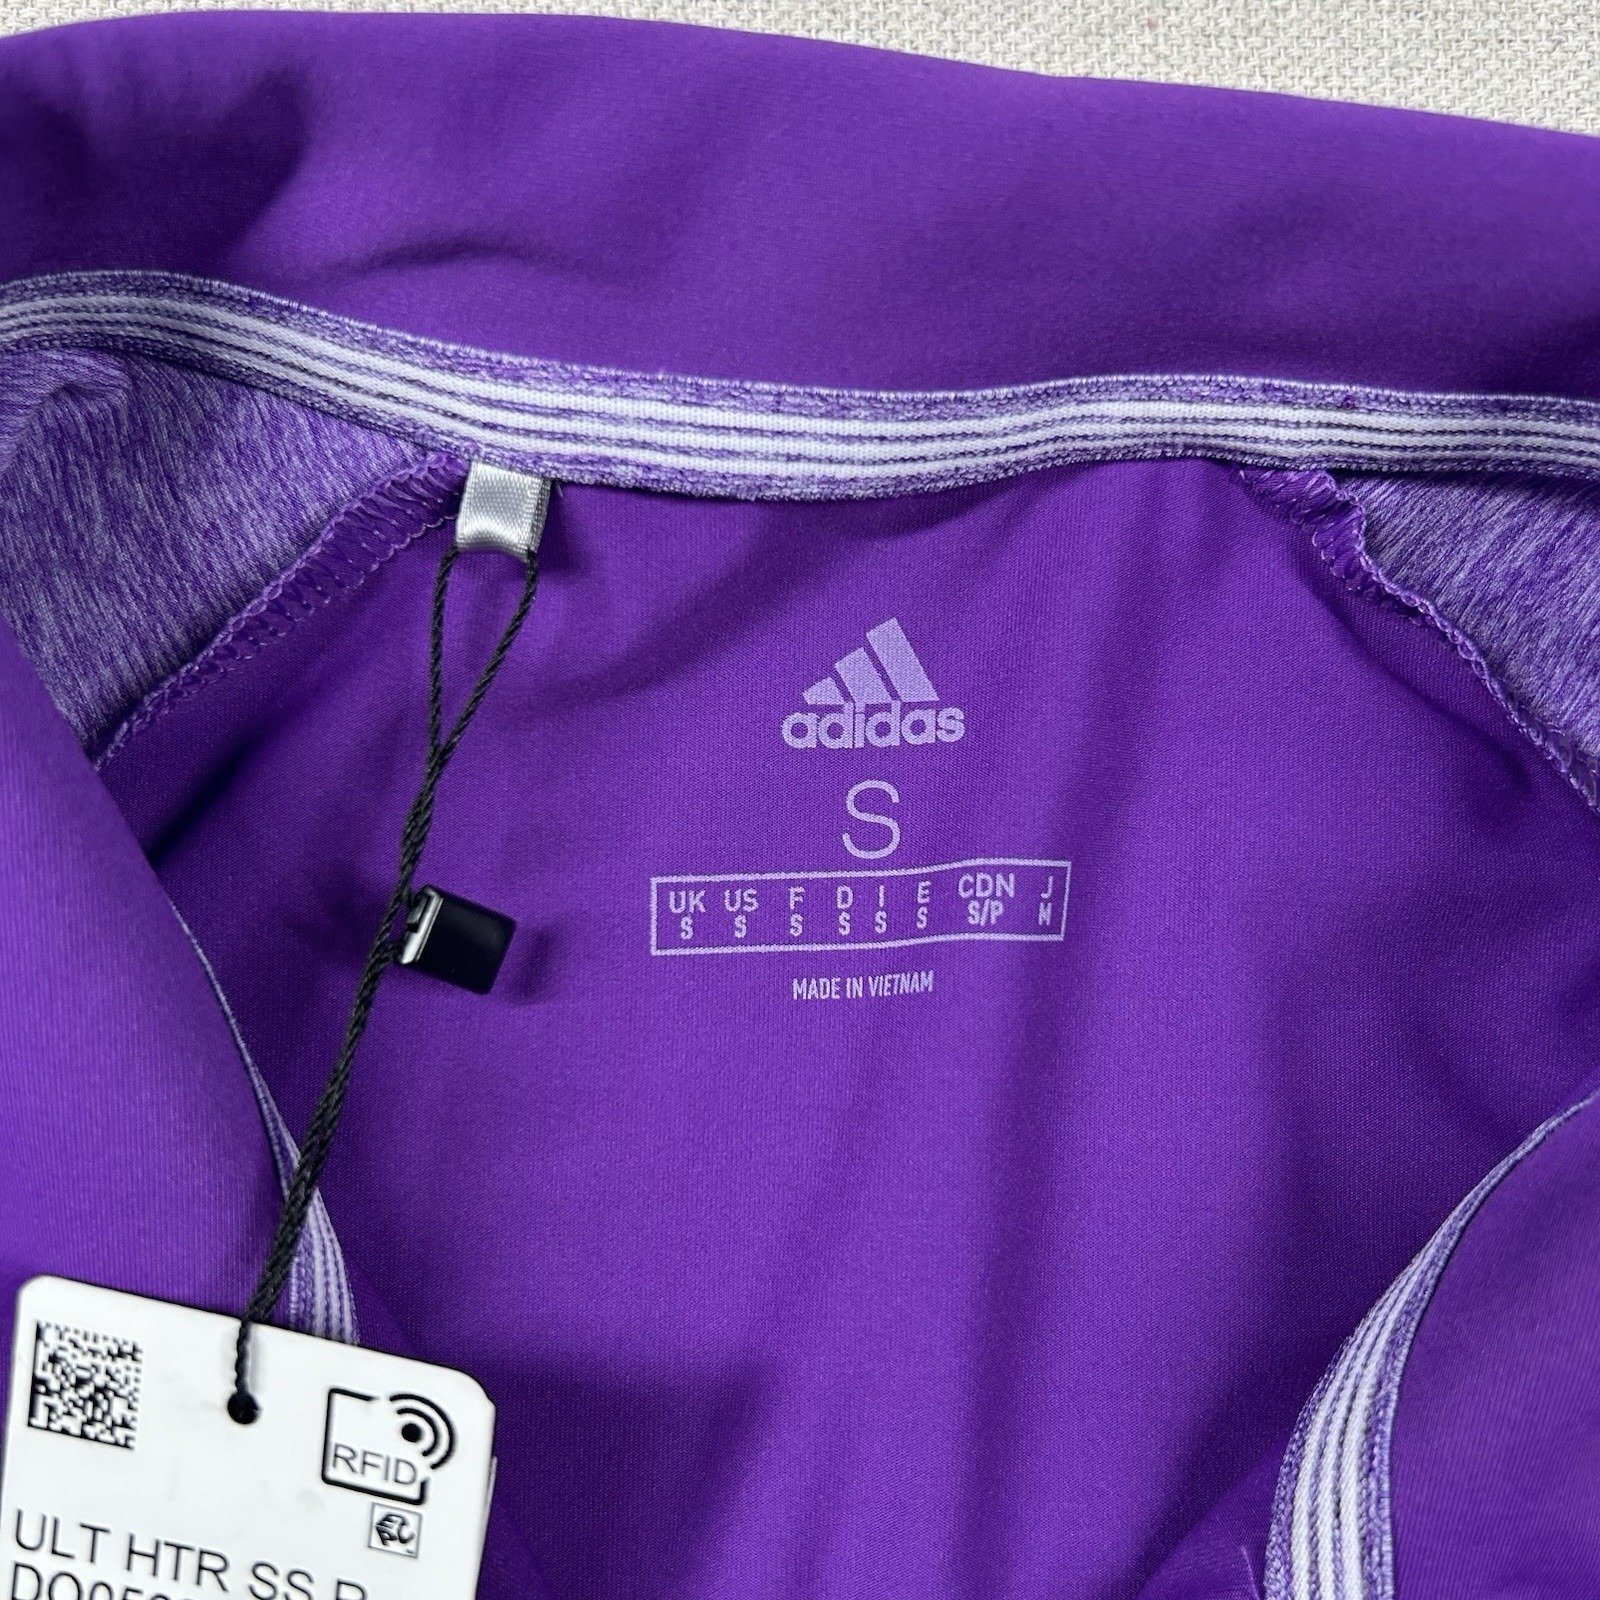 adidas
S
UK US F D I E CDN J
S S S S S S S/P M
MADE IN VIETNAM
RFID
ULT HTR SS